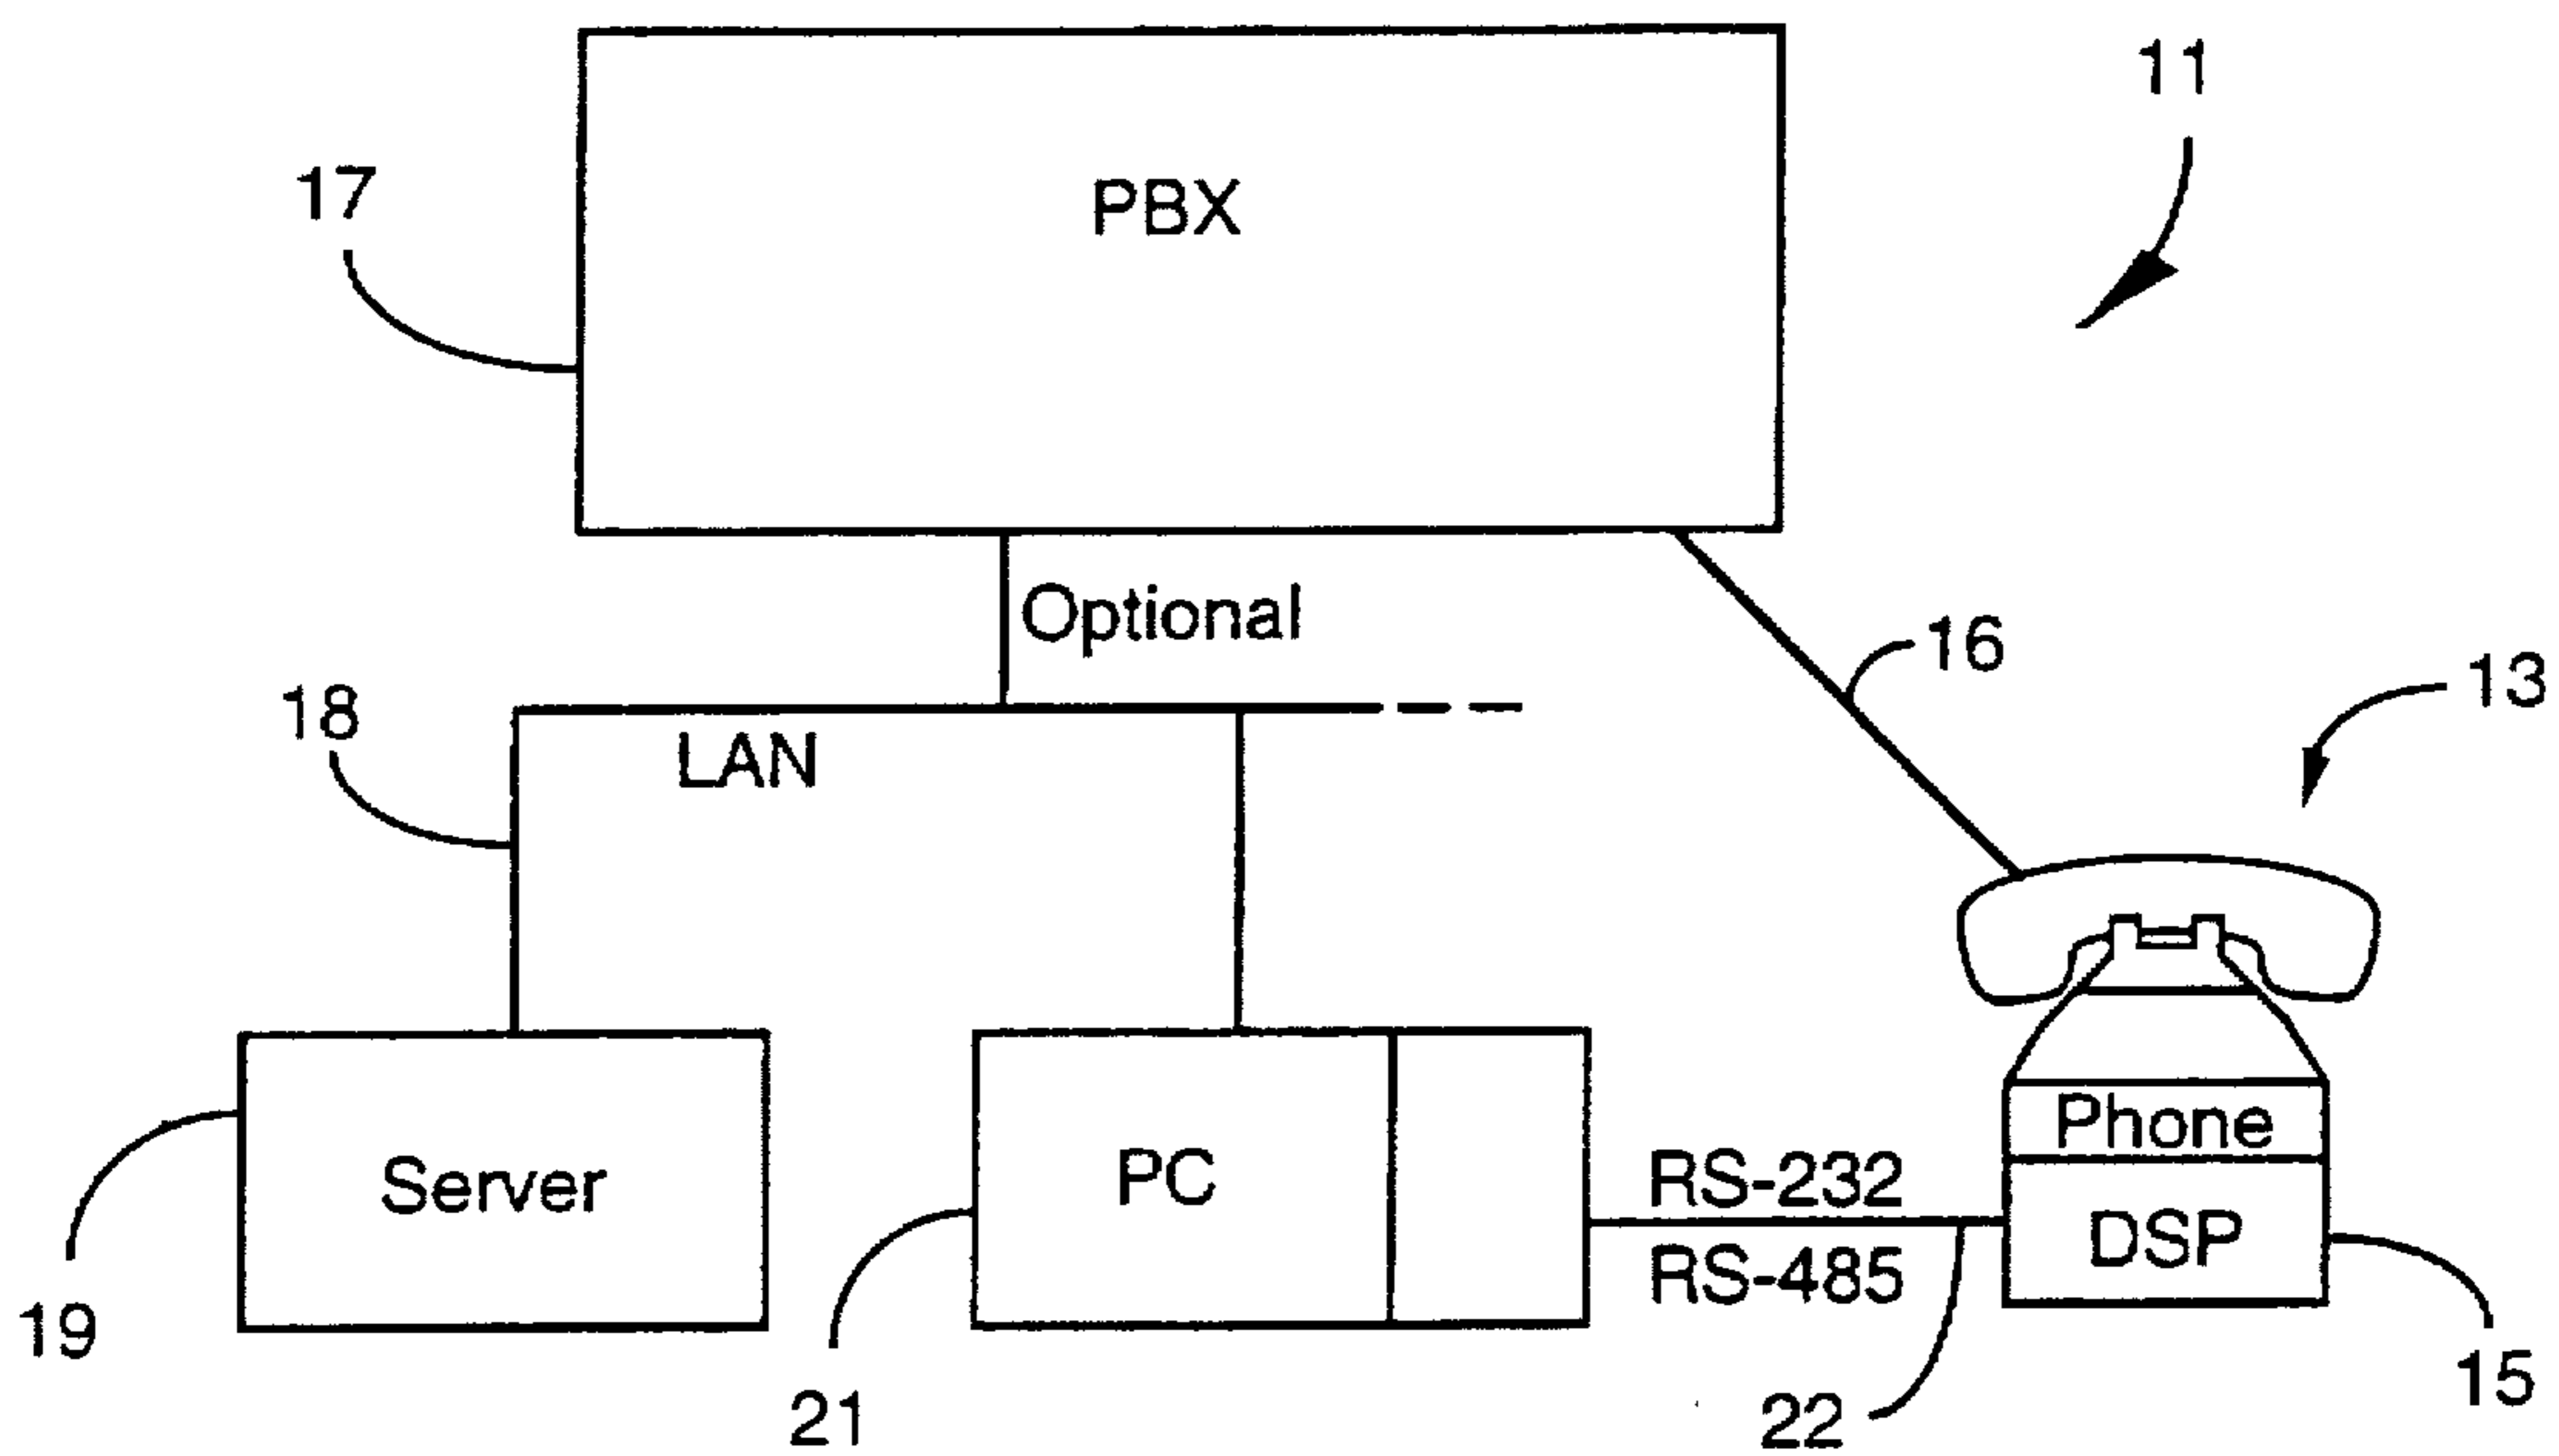 11
17
PBX
Optional
16
13
18
LAN
Phone
PC
RS-232
Server
DSP
RS-485
19
15
21
22